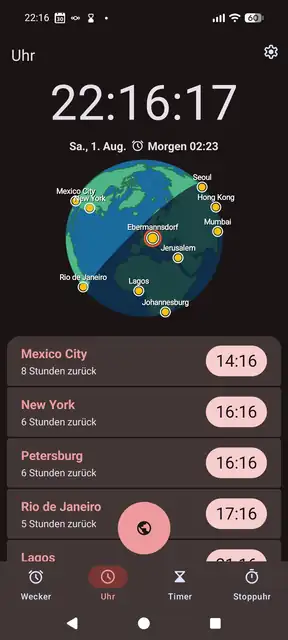 22:16 30
60
Uhr
22:16:17
Sa., 1. Aug. Morgen 02:23
Seoul
Mexico City
New York
Hong Kong
Mumbai
Ebermannsdorf
Jerusalem
Rio de Janeiro
Lagos
Johannesburg
Mexico City
8 Stunden zurück
14:16
New York
6 Stunden zurück
16:16
Petersburg
6 Stunden zurück
16:16
Rio de Janeiro
5 Stunden zurück
17:16
Lagos
Wecker
Uhr
Timer
Stoppuhr